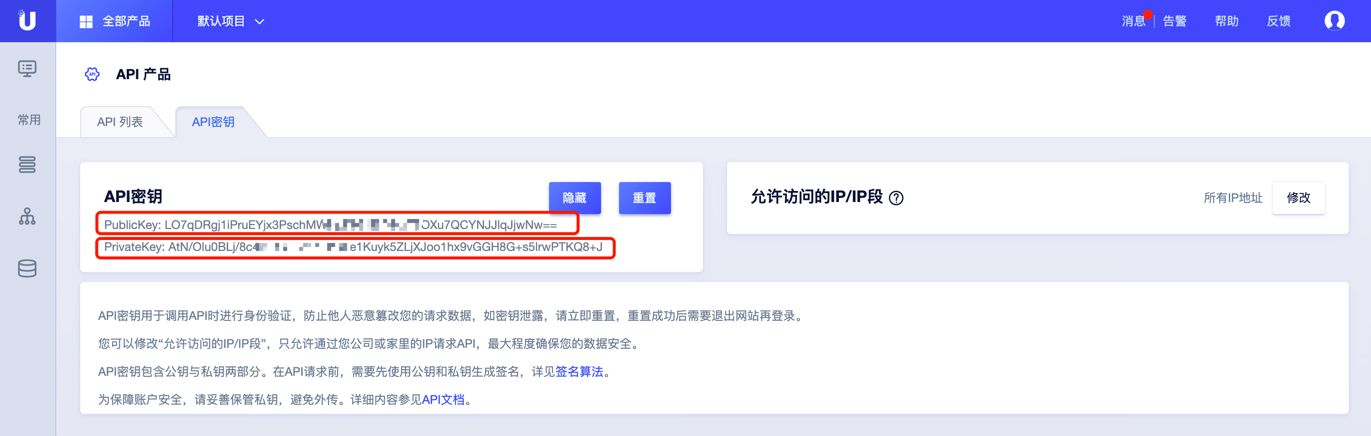 全部产品
默认项目
消息
告警
帮助
反馈
API 产品
常用
API 列表
API密钥
API密钥
隐藏
重置
PublicKey: LO7qDRgj1iPruEYjx3PschMW Xu7QCYNJJlqJjwNw==
PrivateKey: AtN/Olu0BLj/8c4 e1Kuyk5ZLjXJoo1hx9vGGH8G+s5lrwPTKQ8+J
允许访问的IP/IP段
所有IP地址
修改
API密钥用于调用API时进行身份验证，防止他人恶意篡改您的请求数据，如密钥泄露，请立即重置，重置成功后需要退出网站再登录。
您可以修改“允许访问的IP/IP段”，只允许通过您公司或家里的IP请求API，最大程度确保您的数据安全。
API密钥包含公钥与私钥两部分。在API请求前，需要先使用公钥和私钥生成签名，详见签名算法。
为保障账户安全，请妥善保管私钥，避免外传。详细内容参见API文档。